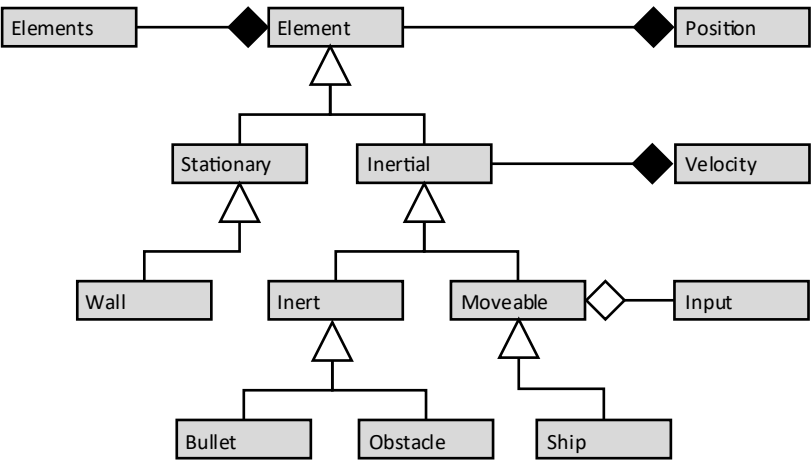 Elements
Element
Position
Stationary
Inertial
Velocity
Wall
Inert
Moveable
Input
Bullet
Obstacle
Ship